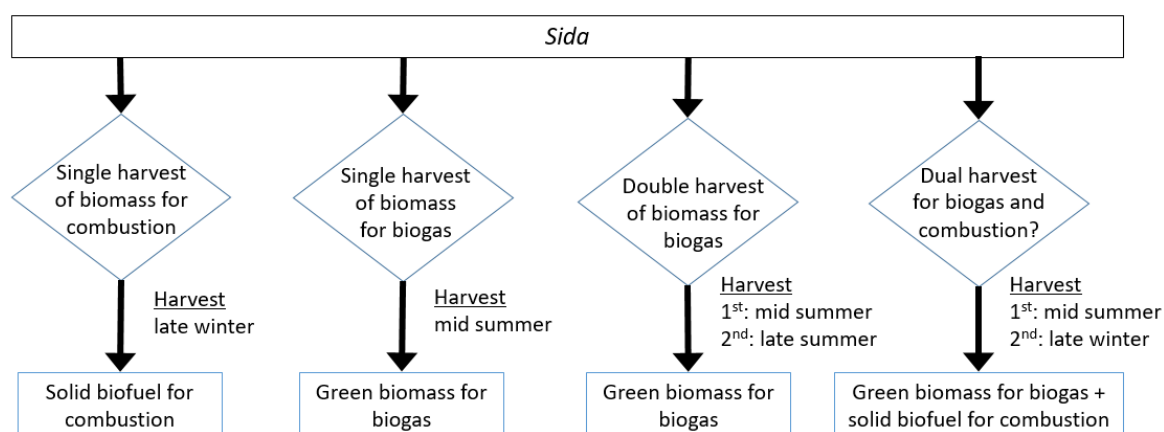 Sida
Single harvest
of biomass for
combustion
Single harvest
of biomass
for biogas
Double harvest
of biomass for
biogas
Dual harvest
for biogas and
combustion?
Harvest
late winter
Harvest
mid summer
Harvest
1st: mid summer
2nd: late summer
Harvest
1st: mid summer
2nd: late winter
Solid biofuel for
combustion
Green biomass for
biogas
Green biomass for
biogas
Green biomass for biogas +
solid biofuel for combustion